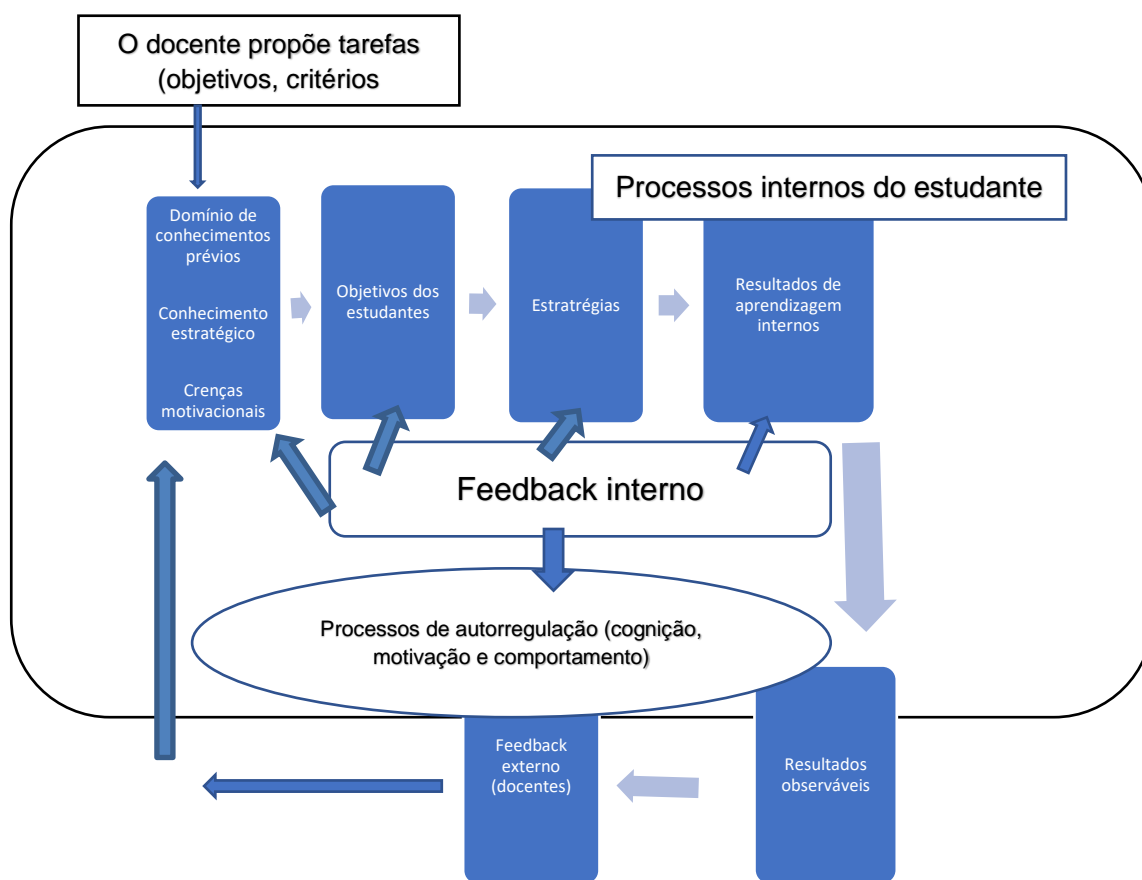 O docente propõe tarefas
(objetivos, critérios
Processos internos do estudante
Domínio de
conhecimentos
prévios
Conhecimento
estratégico
Crenças
motivacionais
Objetivos dos
estudantes
Estratrégias
Resultados de
aprendizagem
internos
Feedback interno
Processos de autorregulação (cognição,
motivação e comportamento)
Feedback
externo
(docentes)
Resultados
observáveis